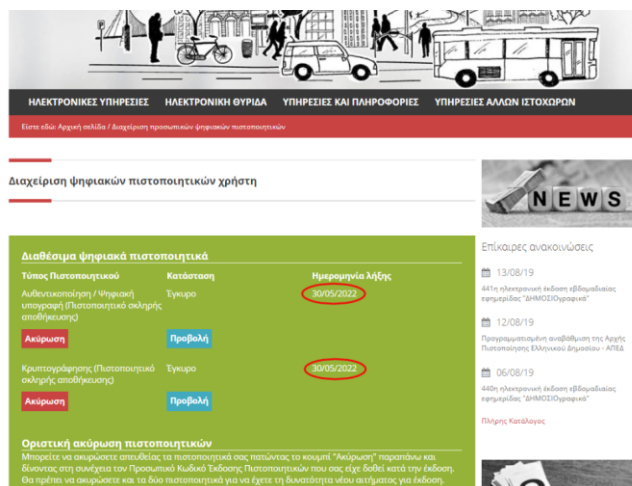 ΗΛΕΚΤΡΟΝΙΚΕΣ ΥΠΗΡΕΣΙΕΣ ΗΛΕΚΤΡΟΝΙΚΗ ΘΥΡΙΔΑ ΥΠΗΡΕΣΙΕΣ ΚΑΙ ΠΛΗΡΟΦΟΡΙΕΣ ΥΠΗΡΕΣΙΕΣ ΑΛΛΩΝ ΙΣΤΟΧΩΡΩΝ
Είστε εδώ: Αρχική σελίδα / Διαχείριση προσωπικών ψηφιακών πιστοποιητικών
Διαχείριση ψηφιακών πιστοποιητικών χρήστη
Διαθέσιμα ψηφιακά πιστοποιητικά
Τύπος Πιστοποιητικού Κατάσταση Ημερομηνία λήξης
Αυθεντικοποίηση / Ψηφιακή Έγκυρο 30/05/2022
υπογραφή (Πιστοποιητικό σκληρής
αποθήκευσης)
Ακύρωση Προβολή
Κρυπτογράφησης (Πιστοποιητικό Έγκυρο 30/05/2022
σκληρής αποθήκευσης)
Ακύρωση Προβολή
Οριστική ακύρωση πιστοποιητικών
Μπορείτε να ακυρώσετε απευθείας τα πιστοποιητικά σας πατώντας το κουμπί "Ακύρωση" παραπάνω και
δίνοντας στη συνέχεια τον Προσωπικό Κωδικό Έκδοσης Πιστοποιητικών που σας είχε δοθεί κατά την έκδοση.
Θα πρέπει να ακυρώσετε και τα δύο πιστοποιητικά για να έχετε τη δυνατότητα νέου αιτήματος για έκδοση.
NEWS
Επίκαιρες ανακοινώσεις
13/08/19
441η ηλεκτρονική έκδοση εβδομαδιαίας
εφημερίδας "ΔΗΜΟΣΙΟγραφικά"
12/08/19
Προγραμματισμένη αναβάθμιση της Αρχής
Πιστοποίησης Ελληνικού Δημοσίου - ΑΠΕΔ
06/08/19
440η ηλεκτρονική έκδοση εβδομαδιαίας
εφημερίδας "ΔΗΜΟΣΙΟγραφικά"
Πλήρης Κατάλογος